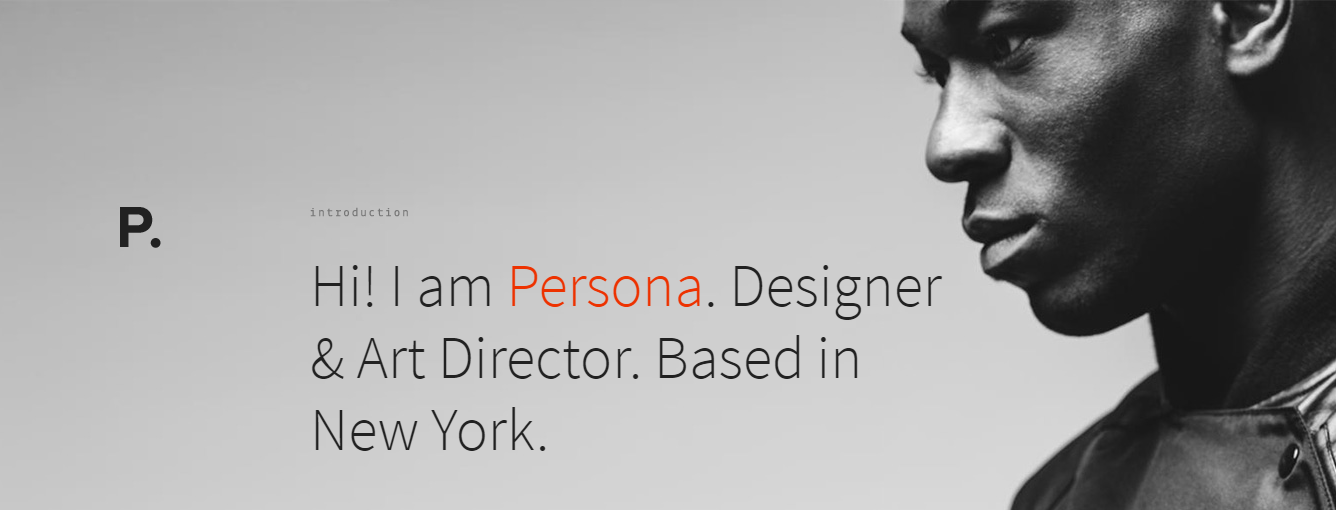 P.
introduction
Hi! I am Persona. Designer
& Art Director. Based in
New York.